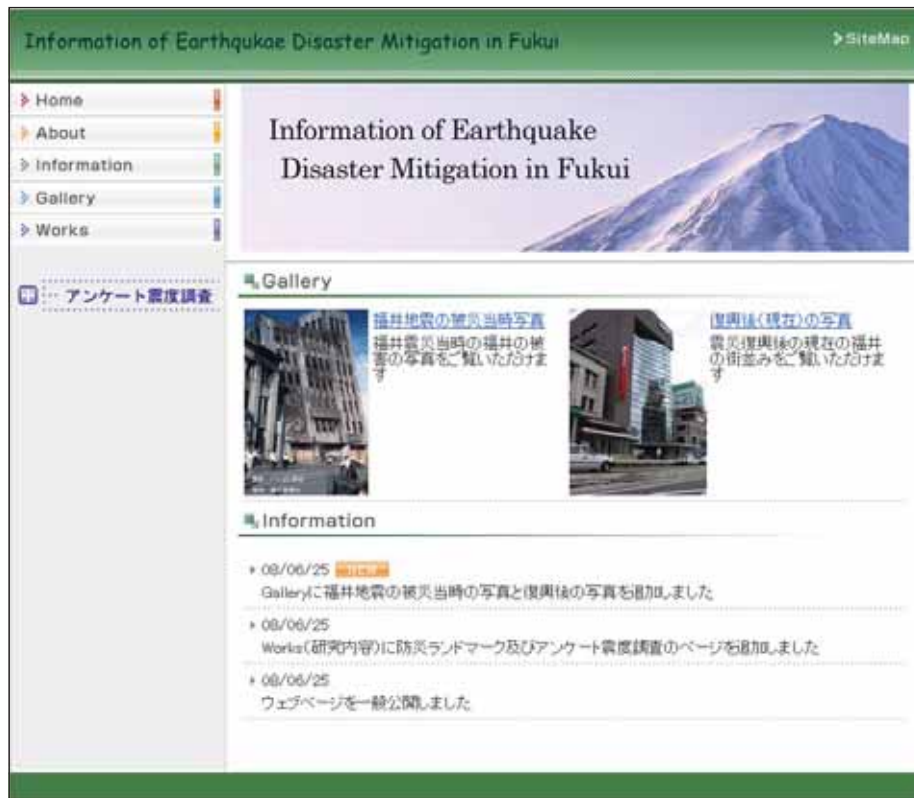 Information of Earthqukae Disaster Mitigation in Fukui
SiteMap
Home
About
Information
Gallery
Works
アンケート震度調査
Information of Earthquake
Disaster Mitigation in Fukui
Gallery
福井地震の被災当時写真
福井震災当時の福井の被
害の写真をご覧いただけま
す
復興後(現在)の写真
震災復興後の現在の福井
の街並みをご覧いただけま
す
Information
08/06/25 NEW
Galleryに福井地震の被災当時の写真と復興後の写真を追加しました
08/06/25
Works(研究内容)に防災ランドマーク及びアンケート震度調査のページを追加しました
08/06/25
ウェブページを一般公開しました